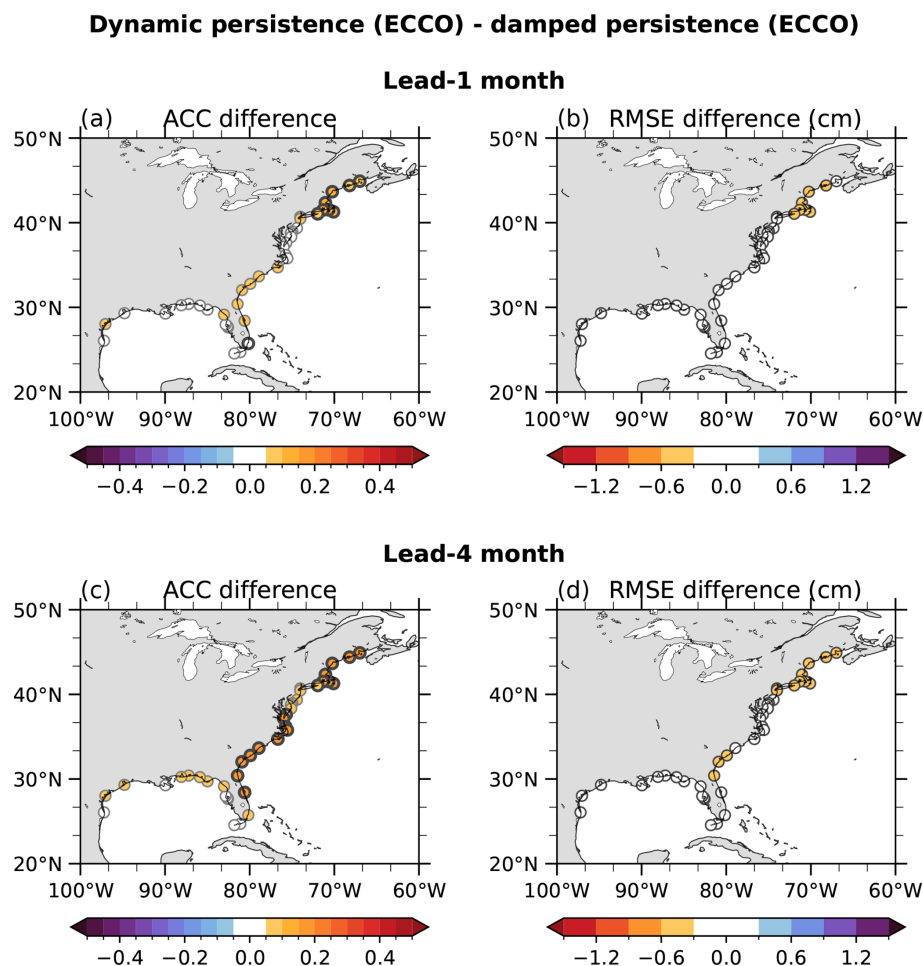 Dynamic persistence (ECCO) - damped persistence (ECCO)
Lead-1 month
(a) ACC difference
(b) RMSE difference (cm)
50°N 50°N
40°N 40°N
30°N 30°N
20°N 20°N
100°W 90°W 80°W 70°W 60°W 100°W 90°W 80°W 70°W 60°W
−0.4 −0.2 0.0 0.2 0.4 −1.2 −0.6 0.0 0.6 1.2
Lead-4 month
(c) ACC difference
(d) RMSE difference (cm)
50°N 50°N
40°N 40°N
30°N 30°N
20°N 20°N
100°W 90°W 80°W 70°W 60°W 100°W 90°W 80°W 70°W 60°W
−0.4 −0.2 0.0 0.2 0.4 −1.2 −0.6 0.0 0.6 1.2